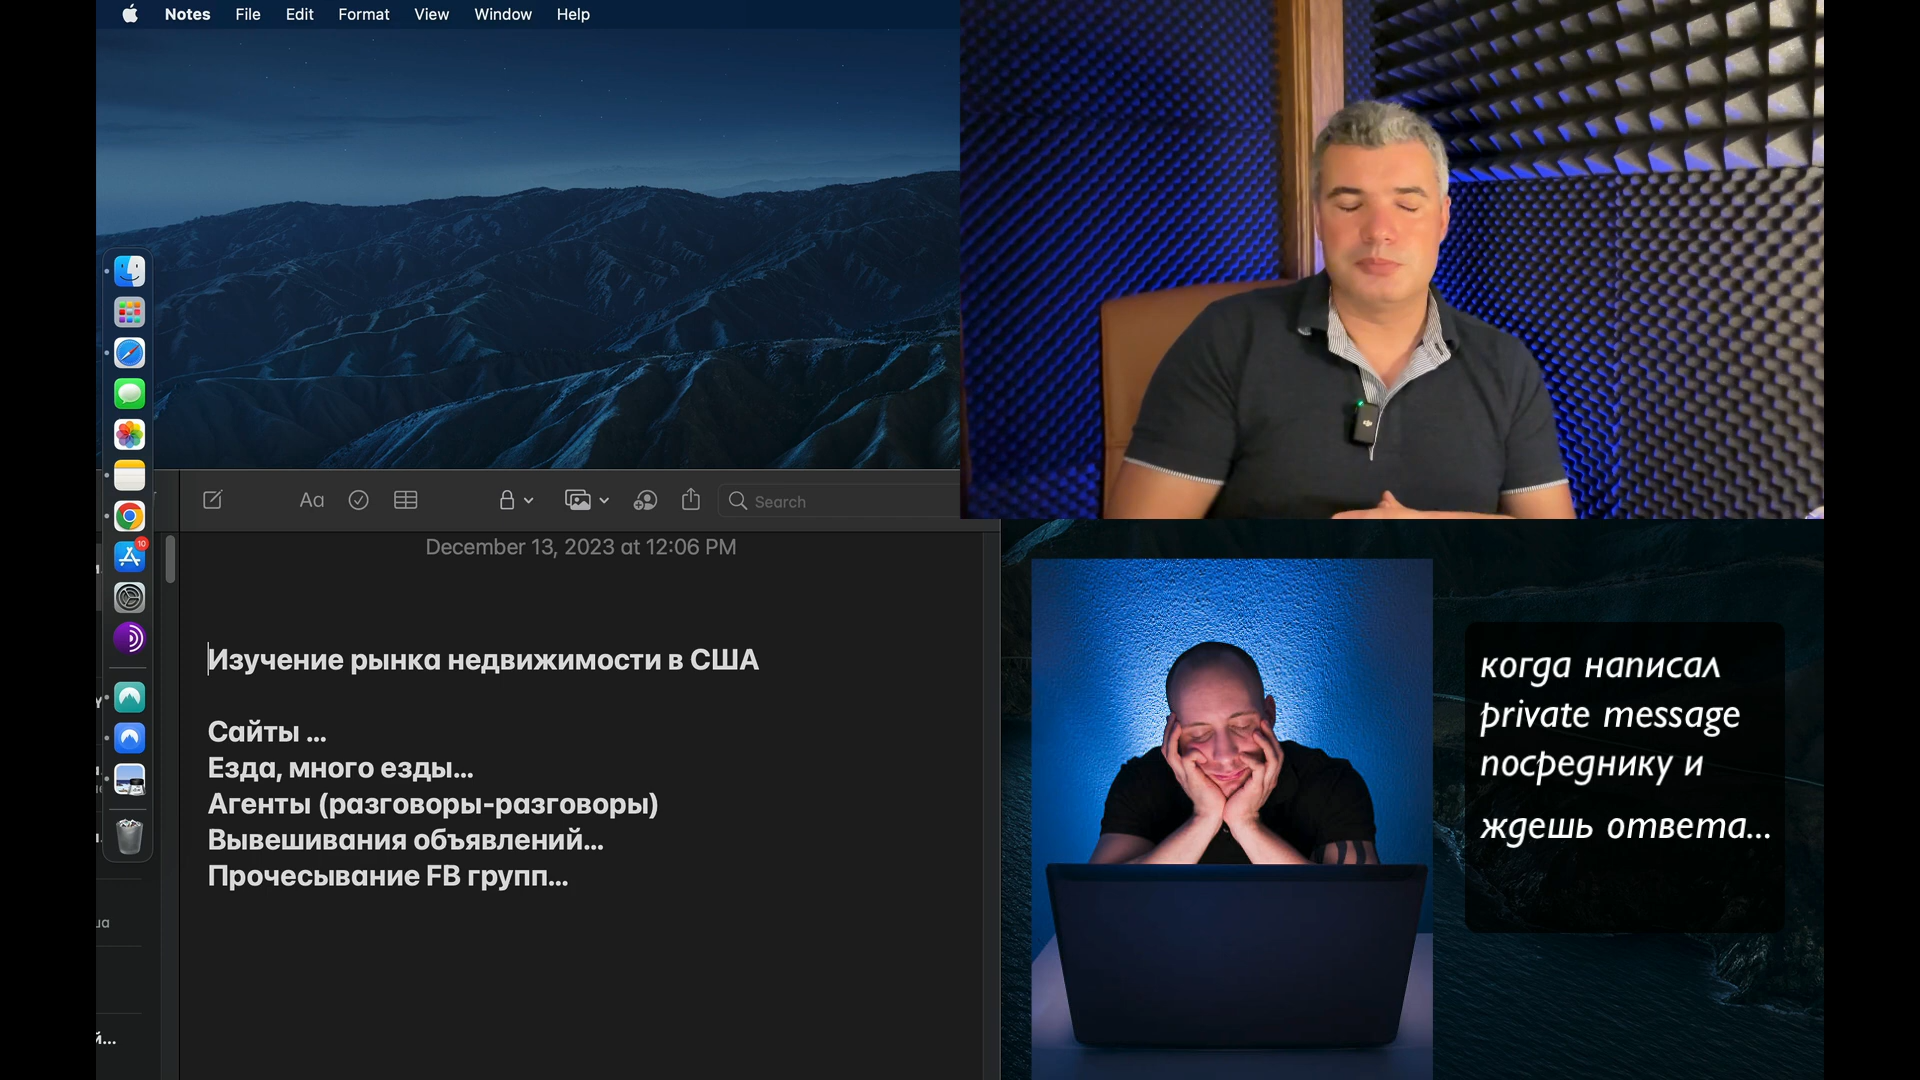 Notes File Edit Format View Window Help
10
Aa
Search
December 13, 2023 at 12:06 PM
Изучение рынка недвижимости в США
Сайты ...
Езда, много езды...
Агенты (разговоры-разговоры)
Вывешивания объявлений...
Прочесывание FB групп...
когда написал
private message
посреднику и
ждешь ответа...